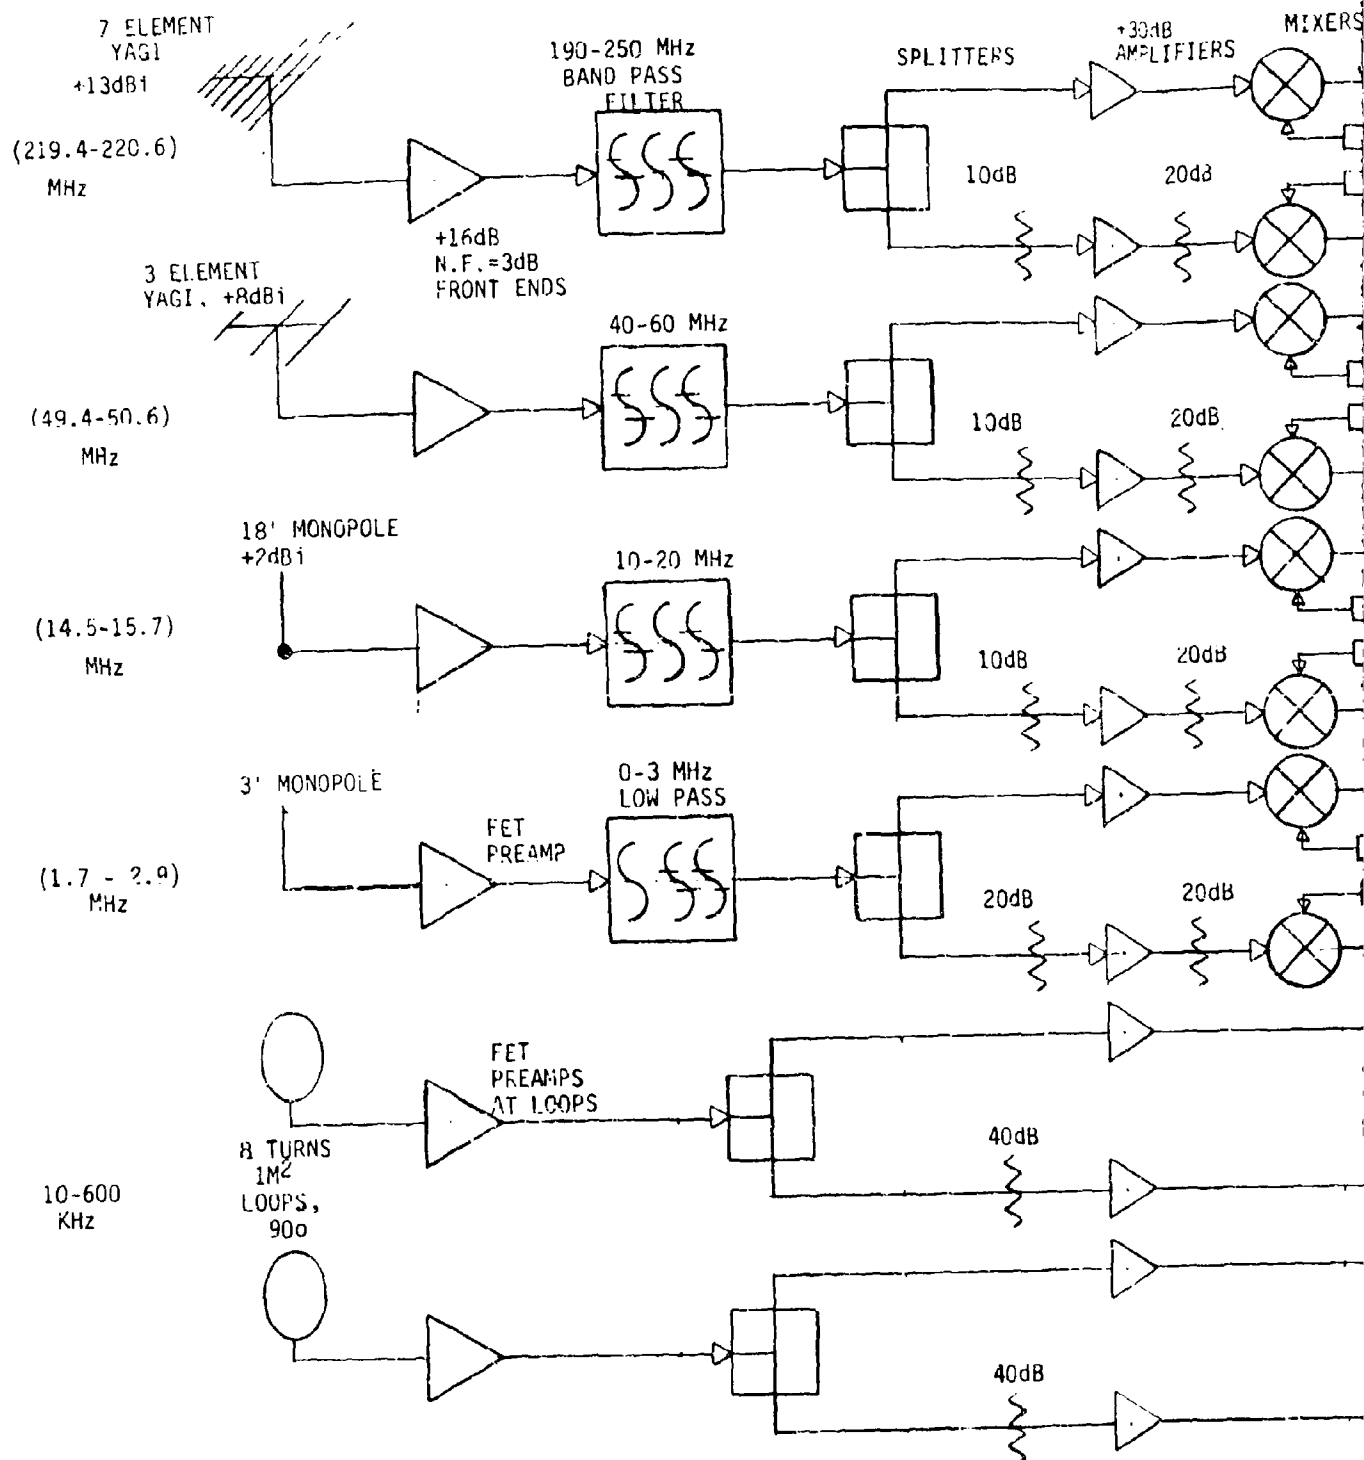 7 ELEMENT
YAGI
+13dBi
(219.4-220.6)
MHz
190-250 MHz
BAND PASS
FILTER
SPLITTERS
+30dB
AMPLIFIERS
MIXERS
10dB
20dB
+16dB
N.F.=3dB
FRONT ENDS
3 ELEMENT
YAGI, +8dBi
40-60 MHz
(49.4-50.6)
MHz
10dB
20dB
18' MONOPOLE
+2dBi
10-20 MHz
(14.5-15.7)
MHz
10dB
20dB
3' MONOPOLE
0-3 MHz
LOW PASS
FET
PREAMP
(1.7 - 2.9)
MHz
20dB
20dB
FET
PREAMPS
AT LOOPS
8 TURNS
1M2
LOOPS,
90o
40dB
10-600
KHz
40dB